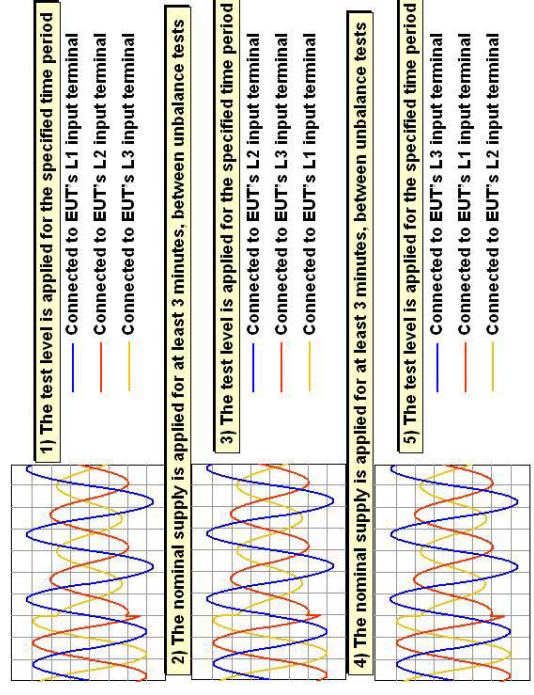 1) The test level is applied for the specified time period
Connected to EUT's L1 input terminal
Connected to EUT's L2 input terminal
Connected to EUT's L3 input terminal
2) The nominal supply is applied for at least 3 minutes, between unbalance tests
3) The test level is applied for the specified time period
Connected to EUT's L2 input terminal
Connected to EUT's L3 input terminal
Connected to EUT's L1 input terminal
4) The nominal supply is applied for at least 3 minutes, between unbalance tests
5) The test level is applied for the specified time period
Connected to EUT's L3 input terminal
Connected to EUT's L1 input terminal
Connected to EUT's L2 input terminal